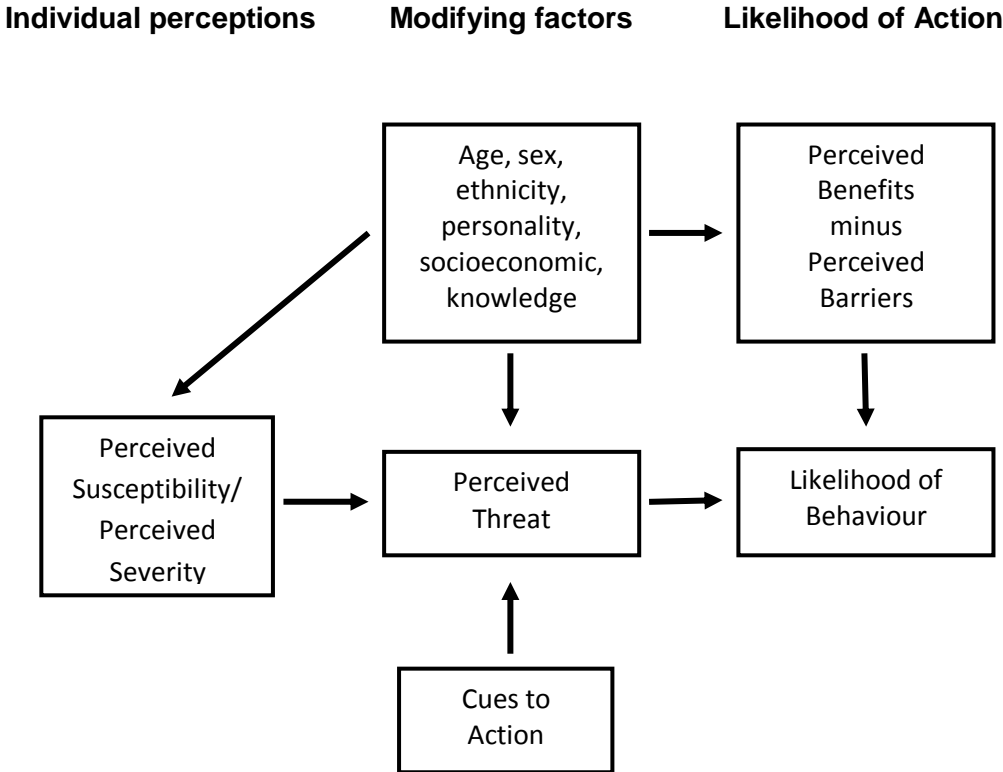 Individual perceptions
Modifying factors
Likelihood of Action
Age, sex,
ethnicity,
personality,
socioeconomic,
knowledge
Perceived
Benefits
minus
Perceived
Barriers
Perceived
Susceptibility/
Perceived
Severity
Perceived
Threat
Likelihood of
Behaviour
Cues to
Action